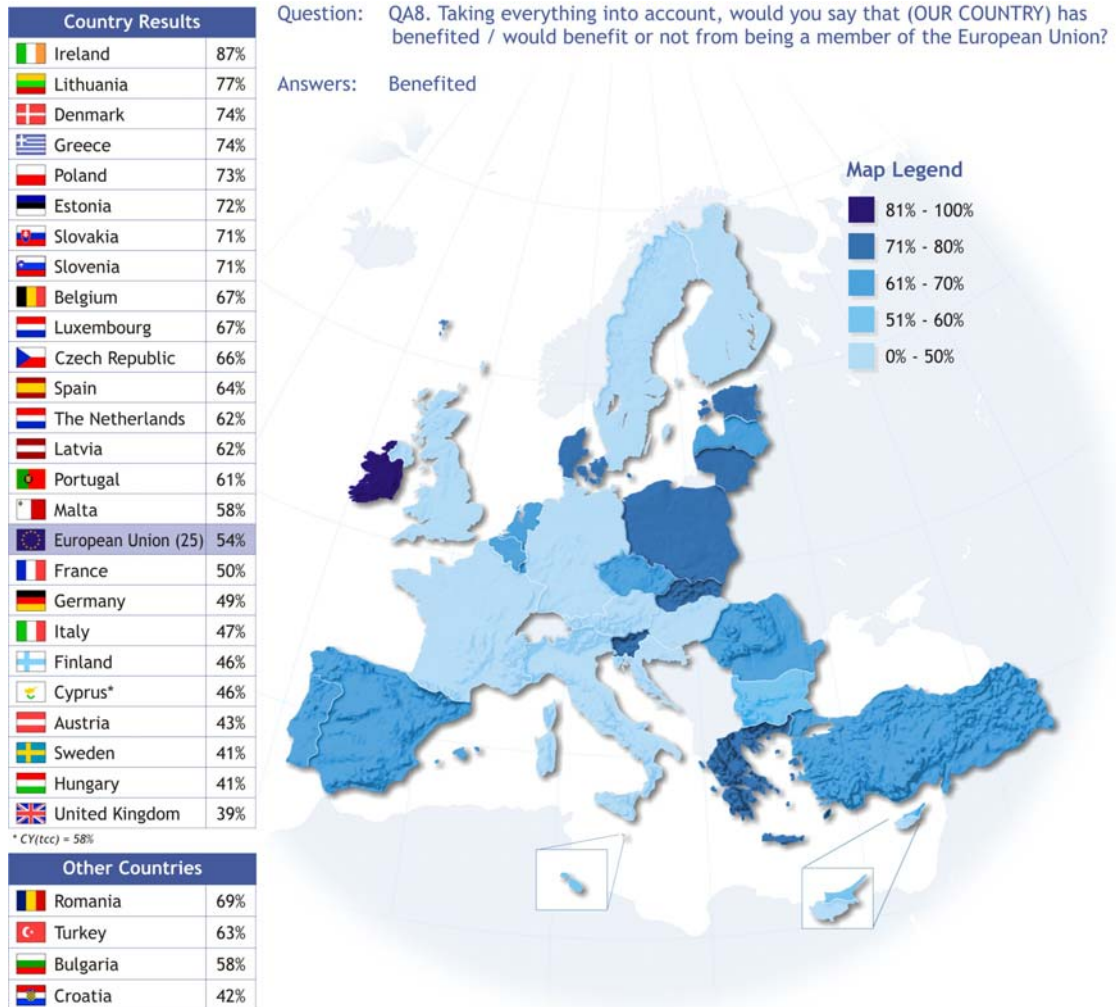 Country Results
Ireland 87%
Lithuania 77%
Denmark 74%
Greece 74%
Poland 73%
Estonia 72%
Slovakia 71%
Slovenia 71%
Belgium 67%
Luxembourg 67%
Czech Republic 66%
Spain 64%
The Netherlands 62%
Latvia 62%
Portugal 61%
Malta 58%
European Union (25) 54%
France 50%
Germany 49%
Italy 47%
Finland 46%
Cyprus* 46%
Austria 43%
Sweden 41%
Hungary 41%
United Kingdom 39%
* CY(tcc) = 58%
Other Countries
Romania 69%
Turkey 63%
Bulgaria 58%
Croatia 42%
Question: QA8. Taking everything into account, would you say that (OUR COUNTRY) has
benefited / would benefit or not from being a member of the European Union?
Answers: Benefited
Map Legend
81% - 100%
71% - 80%
61% - 70%
51% - 60%
0% - 50%